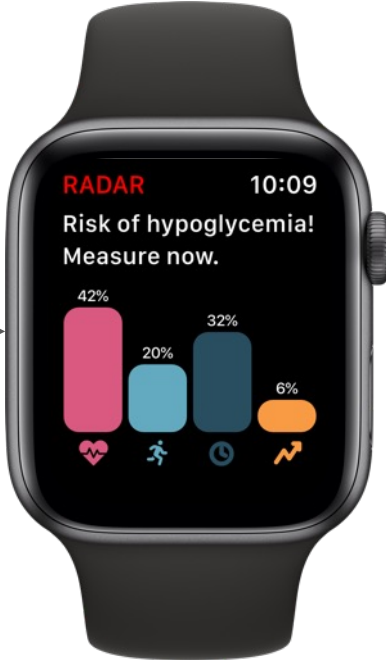 RADAR 10:09
Risk of hypoglycemia!
Measure now.
42%
32%
20%
6%